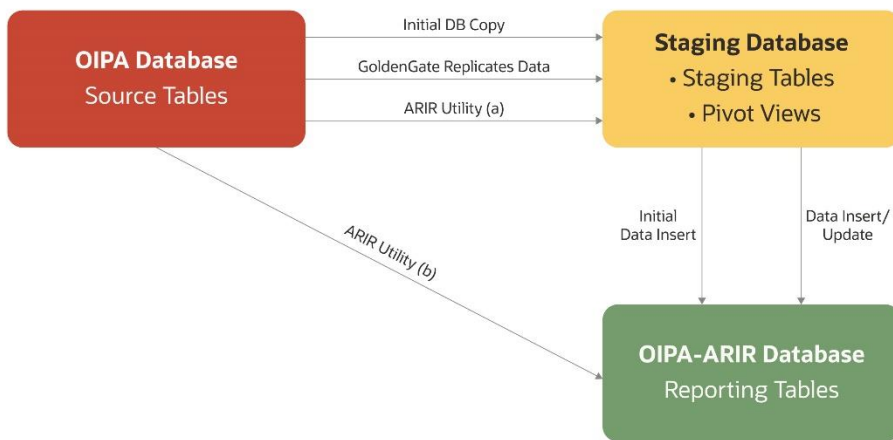 OIPA Database
Source Tables
Initial DB Copy
GoldenGate Replicates Data
ARIR Utility (a)
Staging Database
• Staging Tables
• Pivot Views
ARIR Utility (b)
Initial
Data Insert
Data Insert/
Update
OIPA-ARIR Database
Reporting Tables